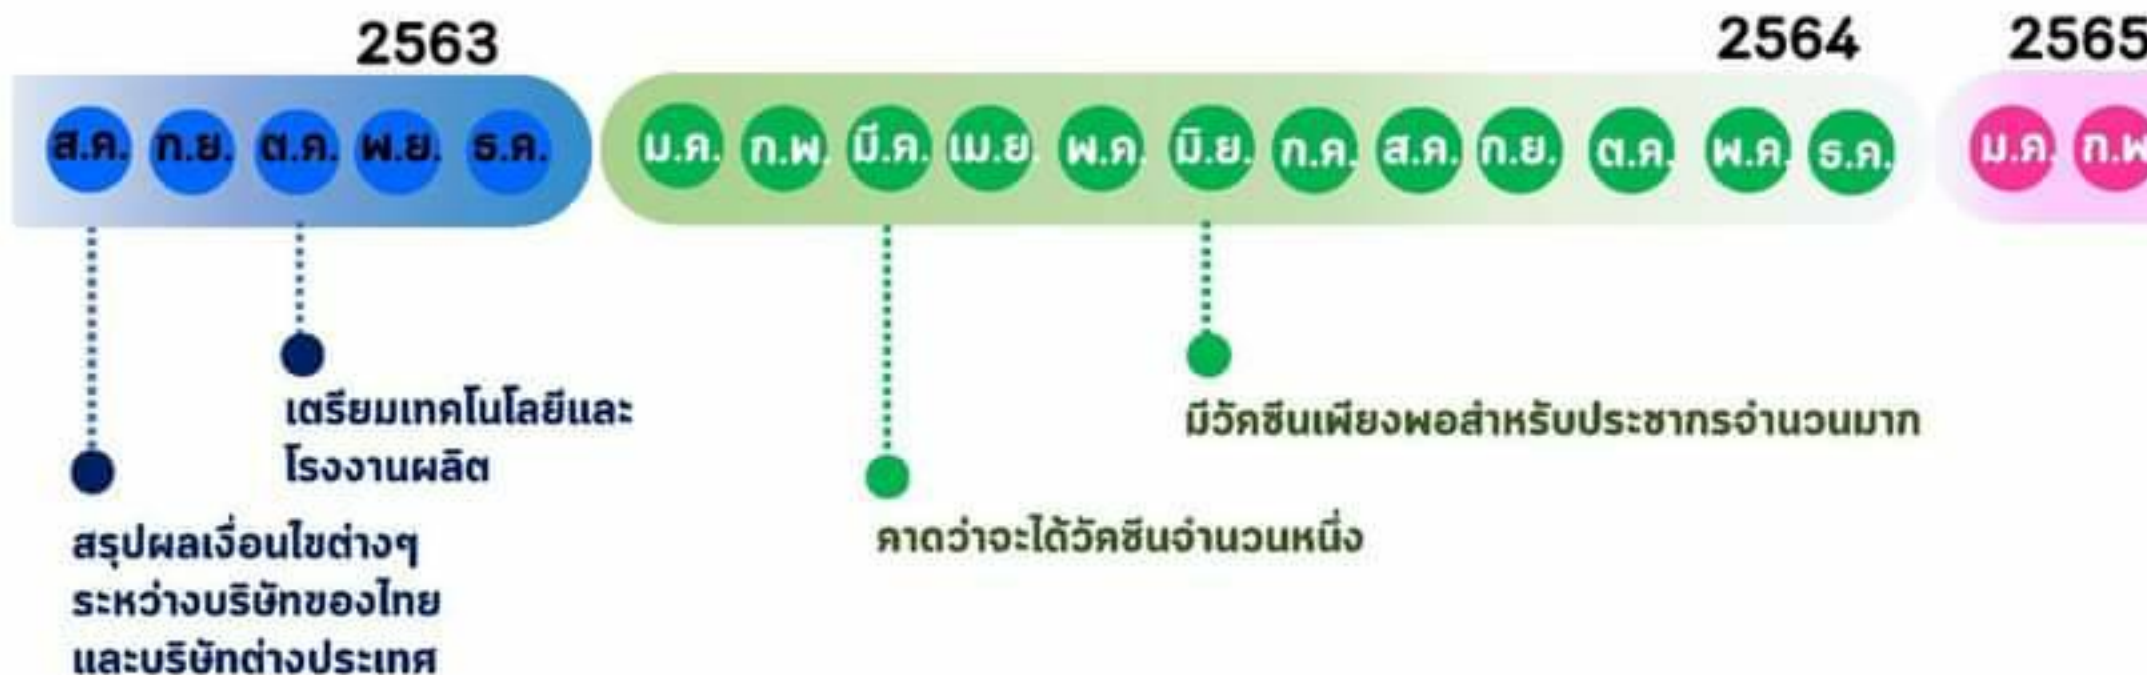 2563 2564 2565
ส.ค. ก.ย. ต.ค. พ.ย. ธ.ค. ม.ค. ก.พ. มี.ค. เม.ย. พ.ค. มิ.ย. ก.ค. ส.ค. ก.ย. ต.ค. พ.ค. ธ.ค. ม.ค. ก.พ
เตรียมเทคโนโลยีและ
โรงงานผลิต
มีวัคซีนเพียงพอสำหรับประชากรจำนวนมาก
สรุปผลเงื่อนไขต่างๆ
ระหว่างบริษัทของไทย
และบริษัทต่างประเทศ
คาดว่าจะได้วัคซีนจำนวนหนึ่ง